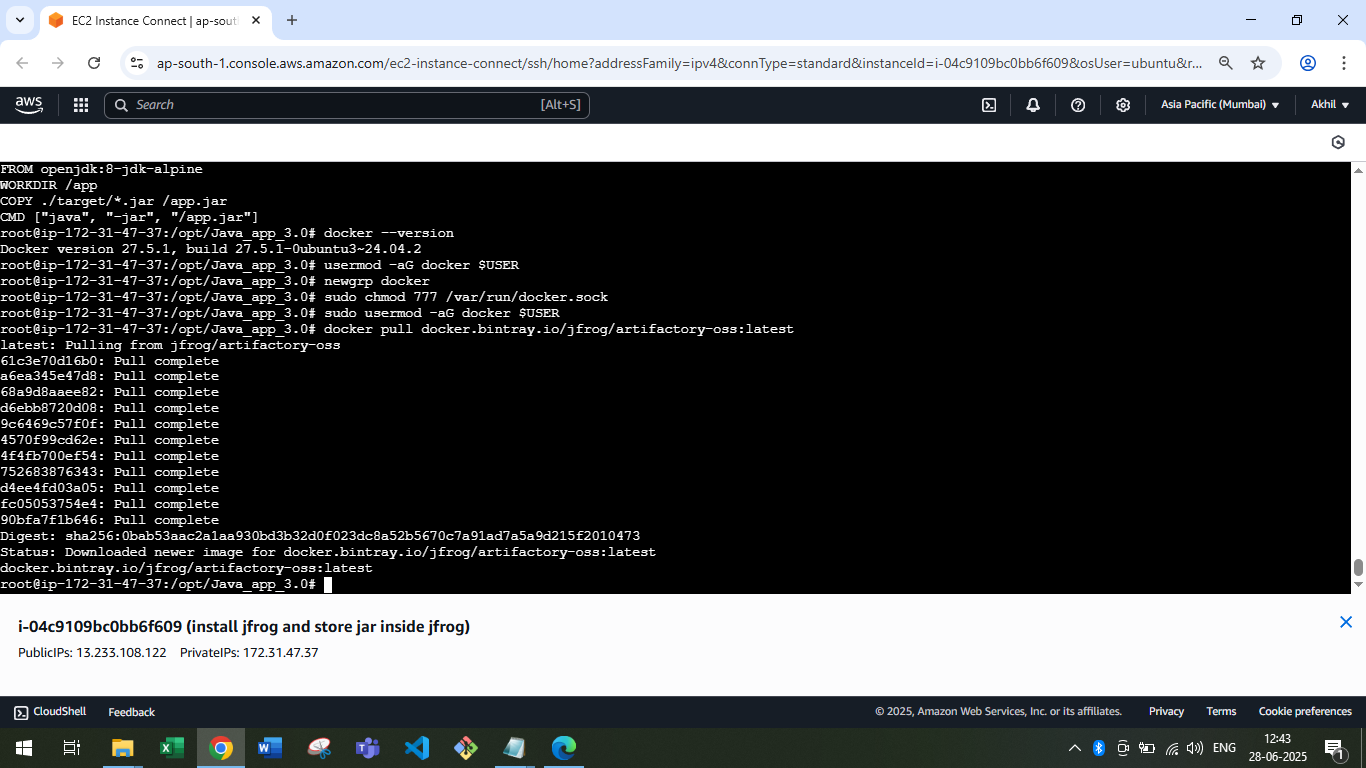 EC2 Instance Connect | ap-sout
ap-south-1.console.aws.amazon.com/ec2-instance-connect/ssh/home?addressFamily=ipv4&connType=standard&instanceId=i-04c9109bc0bb6f609&osUser=ubuntu&r...
aws Search [Alt+S] Asia Pacific (Mumbai) Akhil
FROM openjdk:8-jdk-alpine
WORKDIR /app
COPY ./target/*.jar /app.jar
CMD ["java", "-jar", "/app.jar"]
root@ip-172-31-47-37:/opt/Java_app_3.0# docker --version
Docker version 27.5.1, build 27.5.1-0ubuntu3~24.04.2
root@ip-172-31-47-37:/opt/Java_app_3.0# usermod -aG docker $USER
root@ip-172-31-47-37:/opt/Java_app_3.0# newgrp docker
root@ip-172-31-47-37:/opt/Java_app_3.0# sudo chmod 777 /var/run/docker.sock
root@ip-172-31-47-37:/opt/Java_app_3.0# sudo usermod -aG docker $USER
root@ip-172-31-47-37:/opt/Java_app_3.0# docker pull docker.bintray.io/jfrog/artifactory-oss:latest
latest: Pulling from jfrog/artifactory-oss
61c3e70d16b0: Pull complete
a6ea345e47d8: Pull complete
68a9d8aaee82: Pull complete
d6ebb8720d08: Pull complete
9c6469c57f0f: Pull complete
4570f99cd62e: Pull complete
4f4fb700ef54: Pull complete
752683876343: Pull complete
d4ee4fd03a05: Pull complete
fc05053754e4: Pull complete
90bfa7f1b646: Pull complete
Digest: sha256:0bab53aac2a1aa930bd3b32d0f023dc8a52b5670c7a91ad7a5a9d215f2010473
Status: Downloaded newer image for docker.bintray.io/jfrog/artifactory-oss:latest
docker.bintray.io/jfrog/artifactory-oss:latest
root@ip-172-31-47-37:/opt/Java_app_3.0#
i-04c9109bc0bb6f609 (install jfrog and store jar inside jfrog)
PublicIPs: 13.233.108.122 PrivateIPs: 172.31.47.37
CloudShell Feedback © 2025, Amazon Web Services, Inc. or its affiliates. Privacy Terms Cookie preferences
ENG 12:43
28-06-2025
1